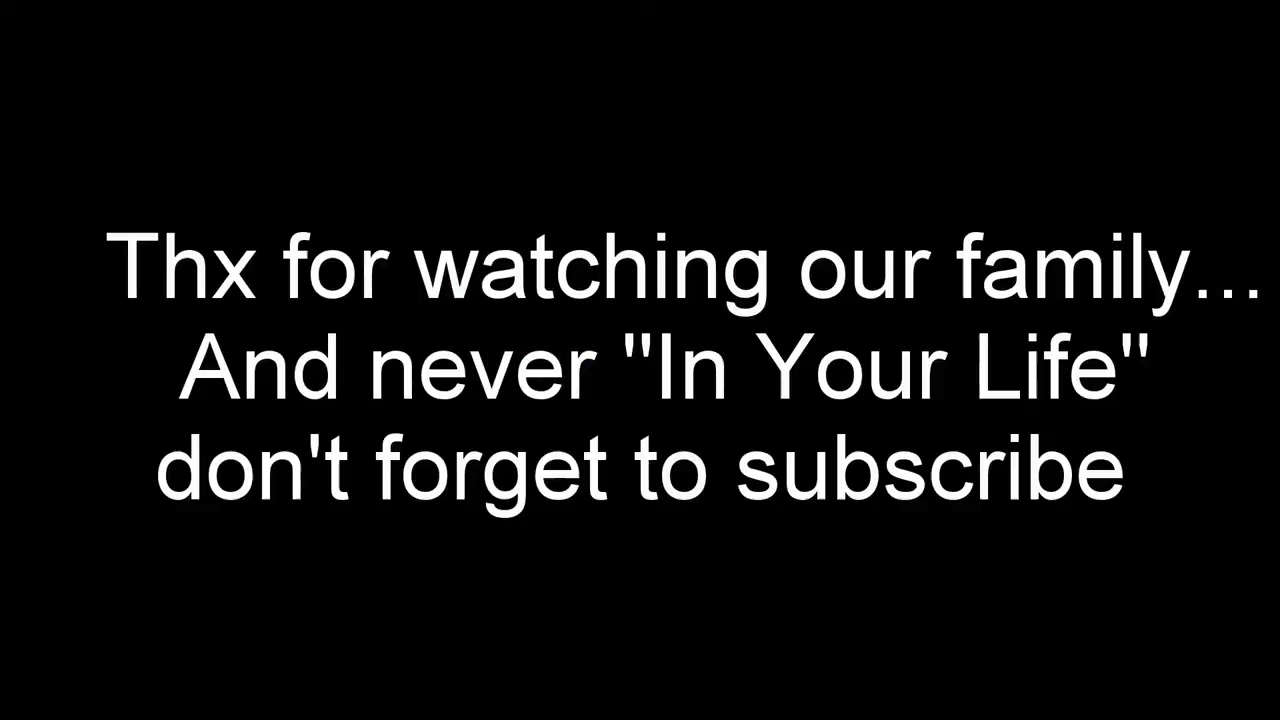 Thx for watching our family...
And never "In Your Life"
don't forget to subscribe